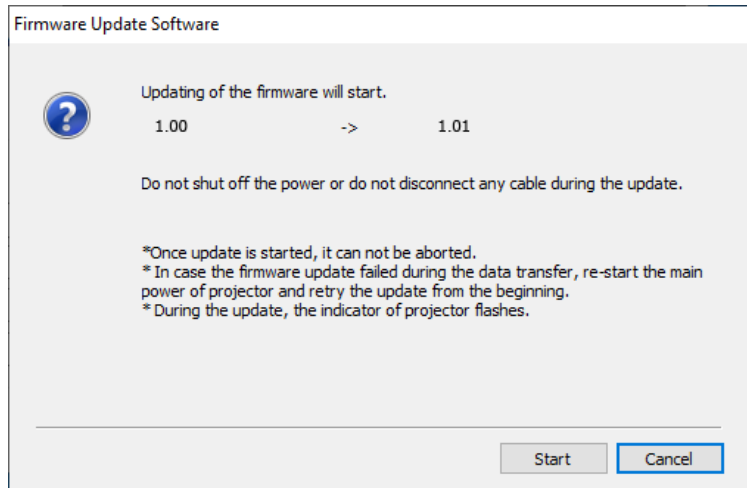 Firmware Update Software
Updating of the firmware will start.
1.00 -> 1.01
Do not shut off the power or do not disconnect any cable during the update.
*Once update is started, it can not be aborted.
* In case the firmware update failed during the data transfer, re-start the main
power of projector and retry the update from the beginning.
* During the update, the indicator of projector flashes.
Start Cancel